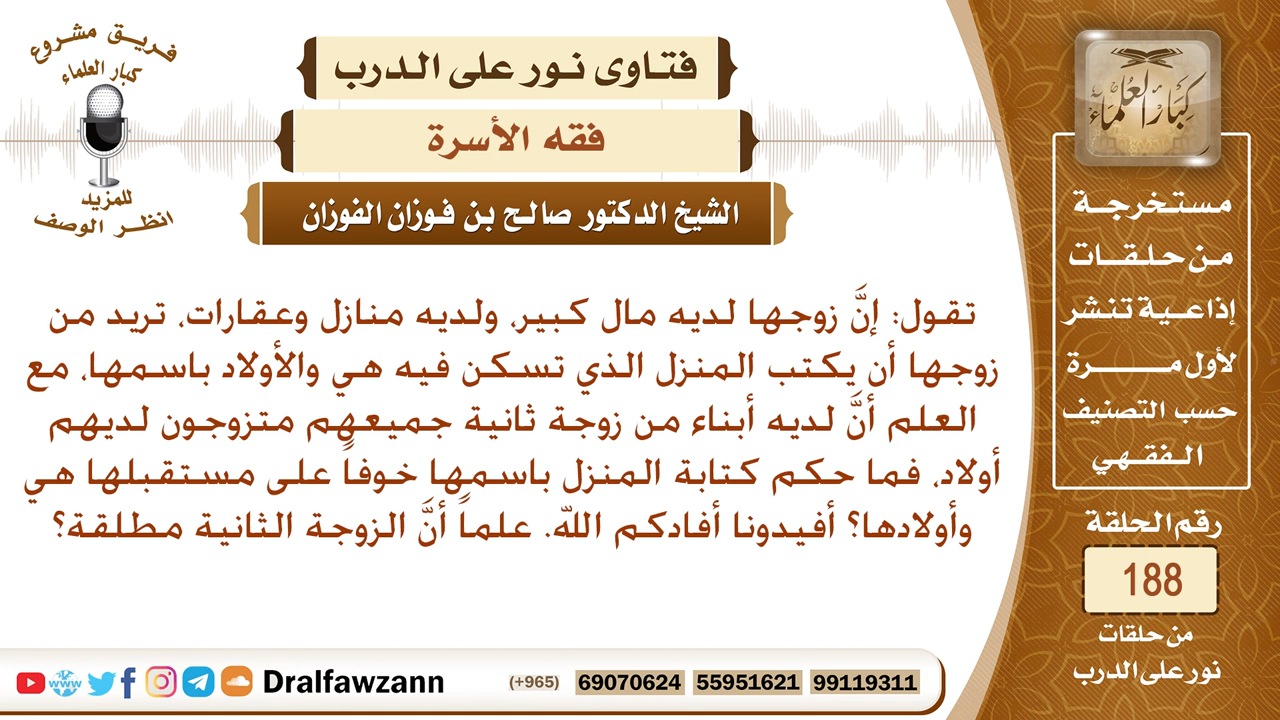 فريق مشروع
كبار العلماء
للمزيد
انظر الوصف
فتاوى نور على الدرب
فقه الأسرة
الشيخ الدكتور صالح بن فوزان الفوزان
تقول: إنَّ زوجها لديه مال كبير، ولديه منازل وعقارات، تريد من
زوجها أن يكتب المنزل الذي تسكن فيه هي والأولاد باسمها، مع
العلم أنَّ لديه أبناء من زوجة ثانية جميعهم متزوجون لديهم
أولاد، فما حكم كتابة المنزل باسمها خوفاً على مستقبلها هي
وأولادها؟ أفيدونا أفادكم الله. علماً أنَّ الزوجة الثانية مطلقة؟
كبار العلماء
مستخرجة
من حلقات
إذاعية تنشر
لأول مرة
حسب التصنيف
الفقهي
رقم الحلقة
188
من حلقات
نور على الدرب
www Dralfawzann (+965) 69070624 55951621 99119311